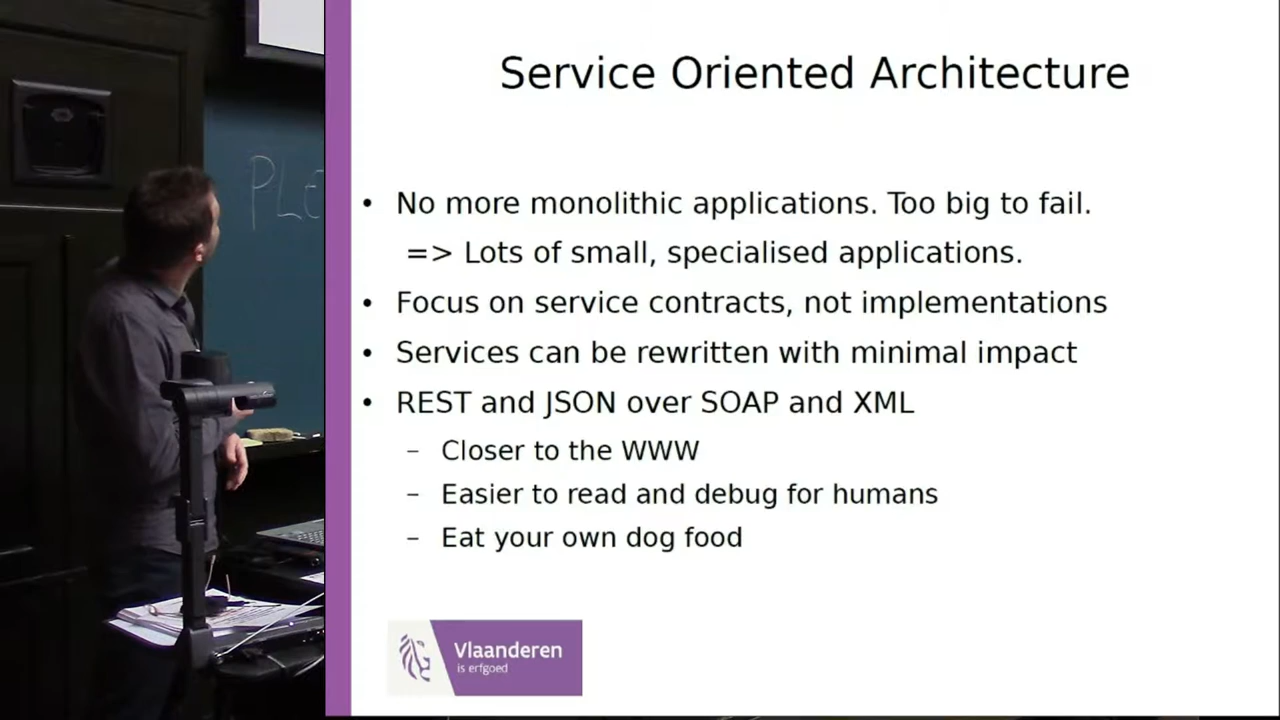 Service Oriented Architecture
• No more monolithic applications. Too big to fail.
=> Lots of small, specialised applications.
• Focus on service contracts, not implementations
• Services can be rewritten with minimal impact
• REST and JSON over SOAP and XML
– Closer to the WWW
– Easier to read and debug for humans
– Eat your own dog food
Vlaanderen
is erfgoed
PLE